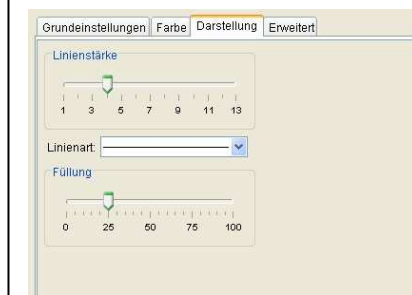 Grundeinstellungen Farbe Darstellung Erweitert
Linienstärke
1 3 5 7 9 11 13
Linienart:
Füllung
0 25 50 75 100